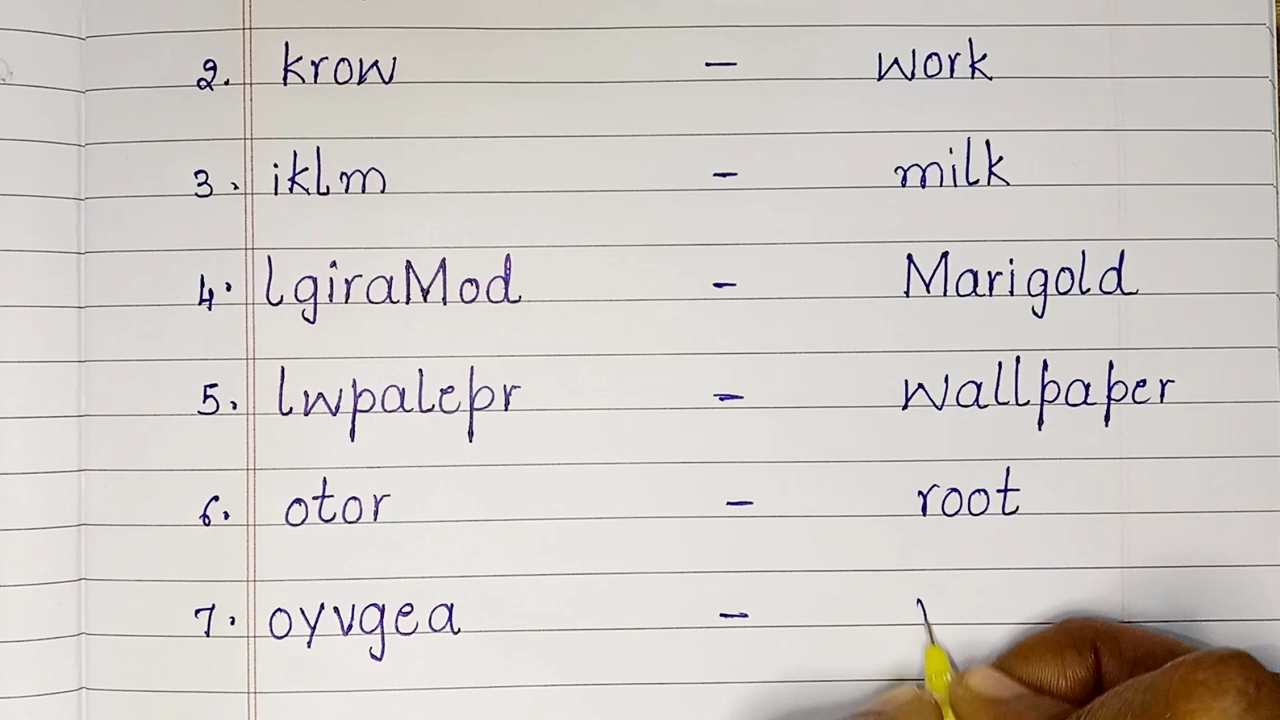 2. krow - work
3. iklm - milk
4. lgiraMod - Marigold
5. lwpalepr - wallpaper
6. otor - root
7. oyvgea -